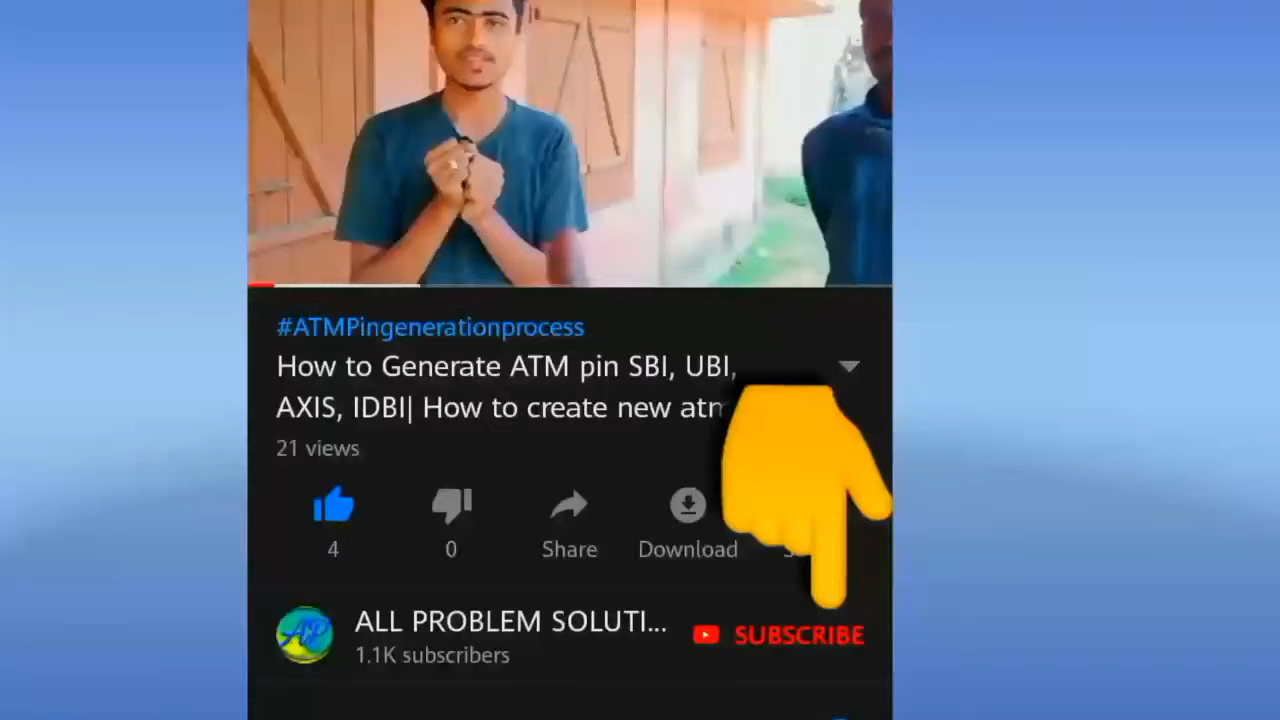 #ATMPingenerationprocess
How to Generate ATM pin SBI, UBI,
AXIS, IDBI| How to create new atm
21 views
4
0
Share
Download
ALL PROBLEM SOLUTI...
SUBSCRIBE
1.1K subscribers